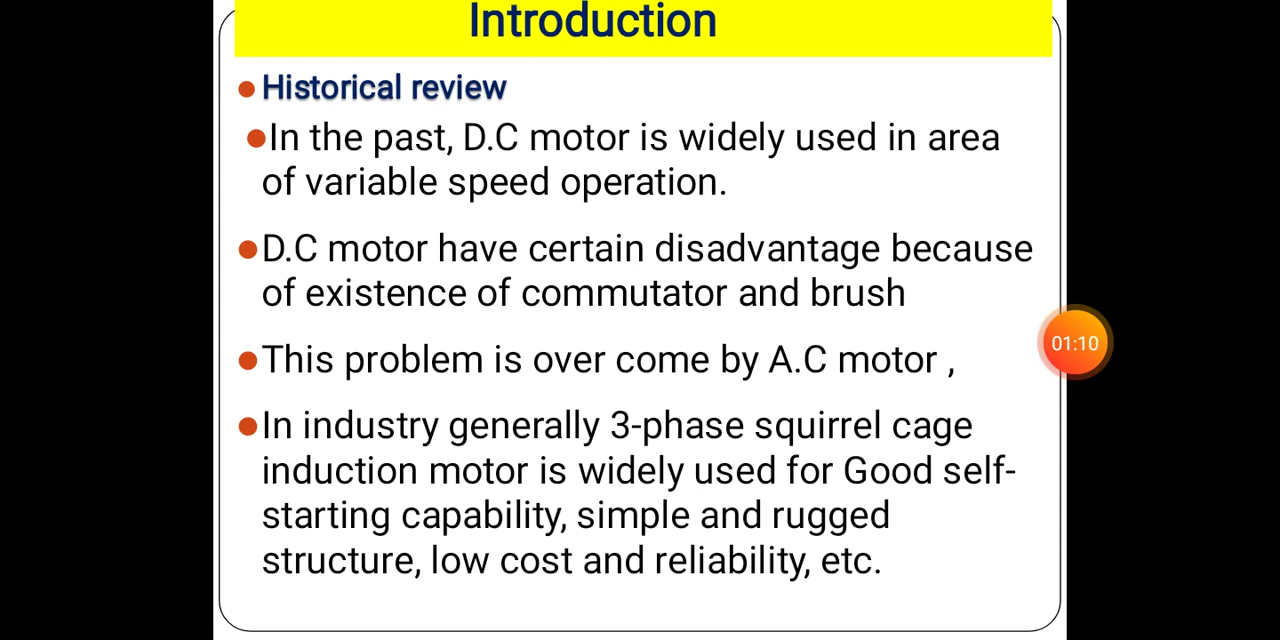 Introduction
Historical review
In the past, D.C motor is widely used in area
of variable speed operation.
D.C motor have certain disadvantage because
of existence of commutator and brush
This problem is over come by A.C motor ,
In industry generally 3-phase squirrel cage
induction motor is widely used for Good self-
starting capability, simple and rugged
structure, low cost and reliability, etc.
01:10